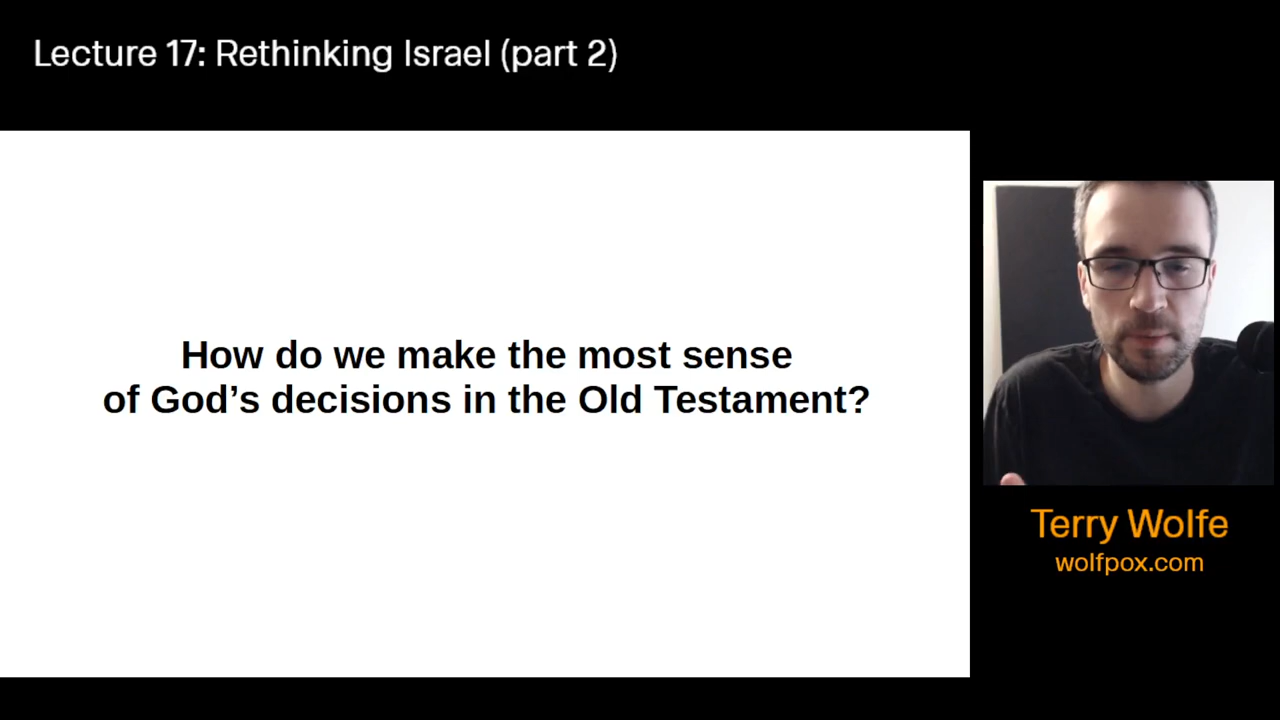 Lecture 17: Rethinking Israel (part 2)
How do we make the most sense
of God’s decisions in the Old Testament?
Terry Wolfe
wolfpox.com